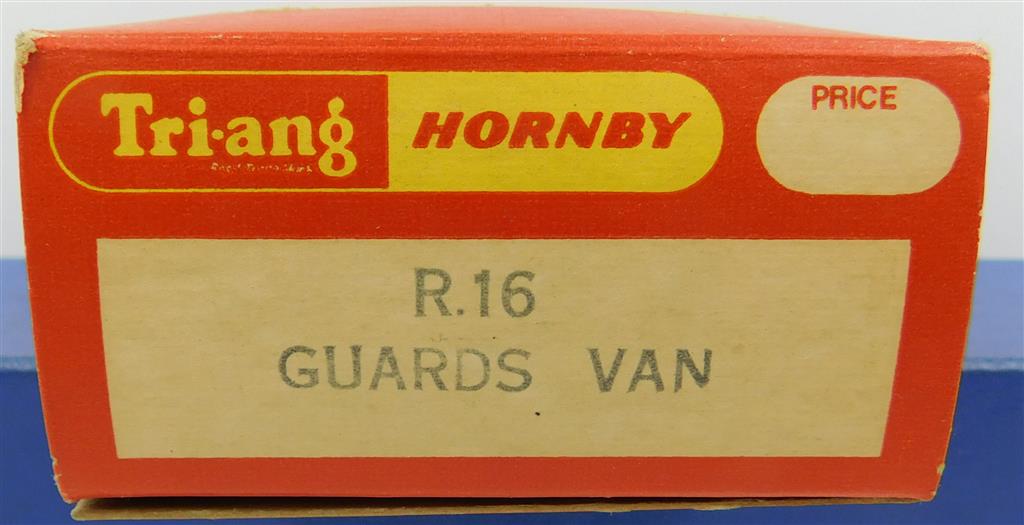 Tri-ang HORNBY
PRICE
R.16
GUARDS VAN